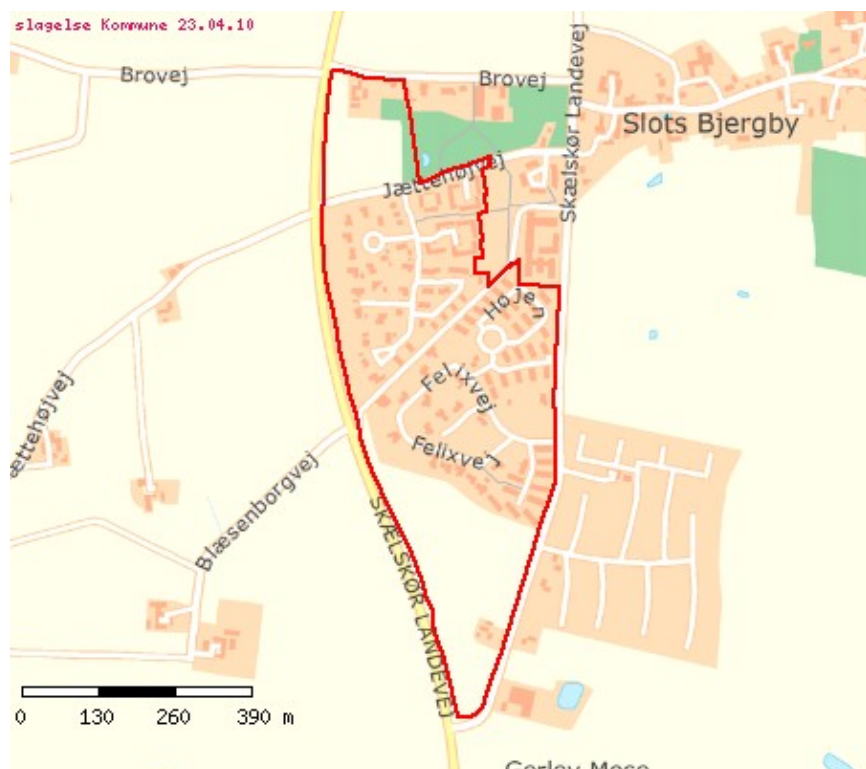 slagelse Kommune 23.04.10
Brovej
Brovej
Skælskør Landevej
Slots Bjergby
Jættehøjvej
Høje
Felixvej
Felixvej
ættehøjvej
Blæsenborgvej
SKÆLSKØR LANDEVEJ
0 130 260 390 m